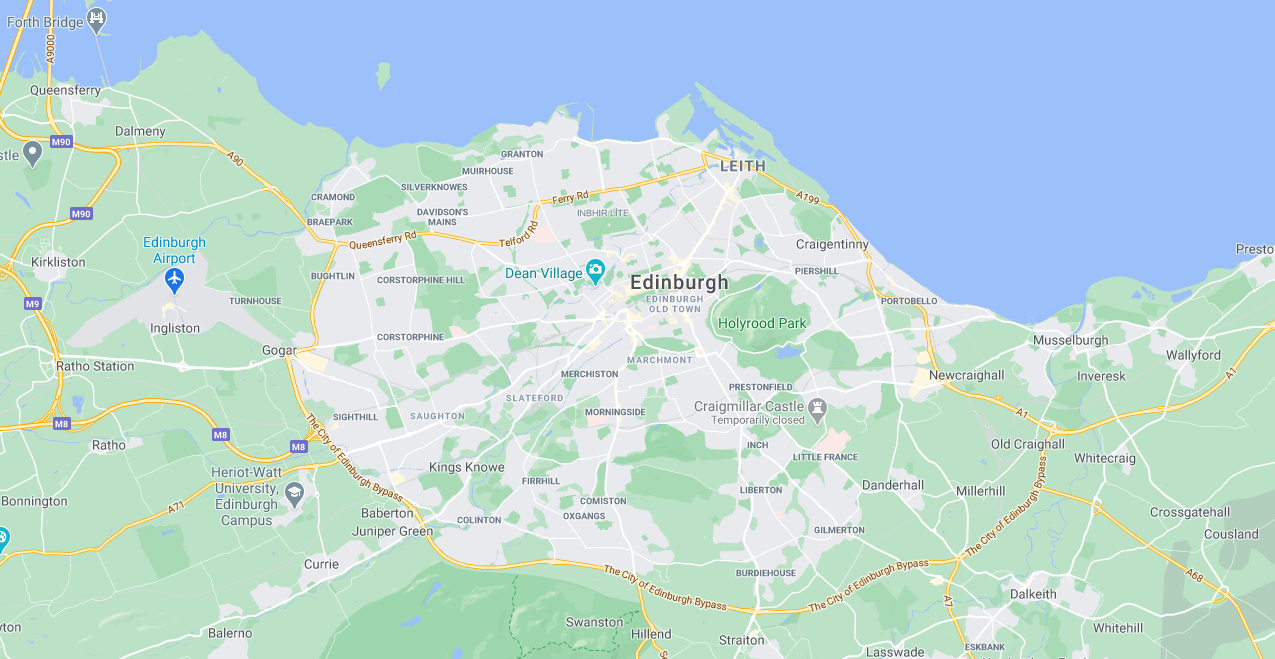 Forth Bridge
A9000
Queensferry
Dalmeny
M90
A90
GRANTON
MUIRHOUSE
LEITH
SILVERKNOWES
CRAMOND
Ferry Rd
A199
M90
BRAEPARK
DAVIDSON'S
MAINS
INBHIR LÌTE
Queensferry Rd
Telford Rd
Edinburgh
Airport
Craigentinny
Kirkliston
BUGHTLIN
CORSTORPHINE HILL
Dean Village
Edinburgh
PIERSHILL
M9
TURNHOUSE
EDINBURGH
OLD TOWN
PORTOBELLO
Ingliston
Holyrood Park
CORSTORPHINE
Musselburgh
Gogar
MARCHMONT
Wallyford
Ratho Station
MERCHISTON
Newcraighall
Inveresk
A1
PRESTONFIELD
SLATEFORD
Craigmillar Castle
Temporarily closed
SIGHTHILL
SAUGHTON
MORNINGSIDE
A1
M8
M8
M8
Ratho
INCH
LITTLE FRANCE
Old Craighall
Whitecraig
The City of Edinburgh Bypass
Kings Knowe
Heriot-Watt
University,
Edinburgh
Campus
FIRRHILL
Danderhall
Millerhill
LIBERTON
Bonnington
A71
COMISTON
OXGANGS
Baberton
Juniper Green
COLINTON
GILMERTON
The City of Edinburgh Bypass
Crossgatehall
Cousland
Currie
The City of Edinburgh Bypass
BURDIEHOUSE
The City of Edinburgh Bypass
A68
A7
Dalkeith
Balerno
Swanston
Hillend
Straiton
Whitehill
ESKBANK
Lasswade